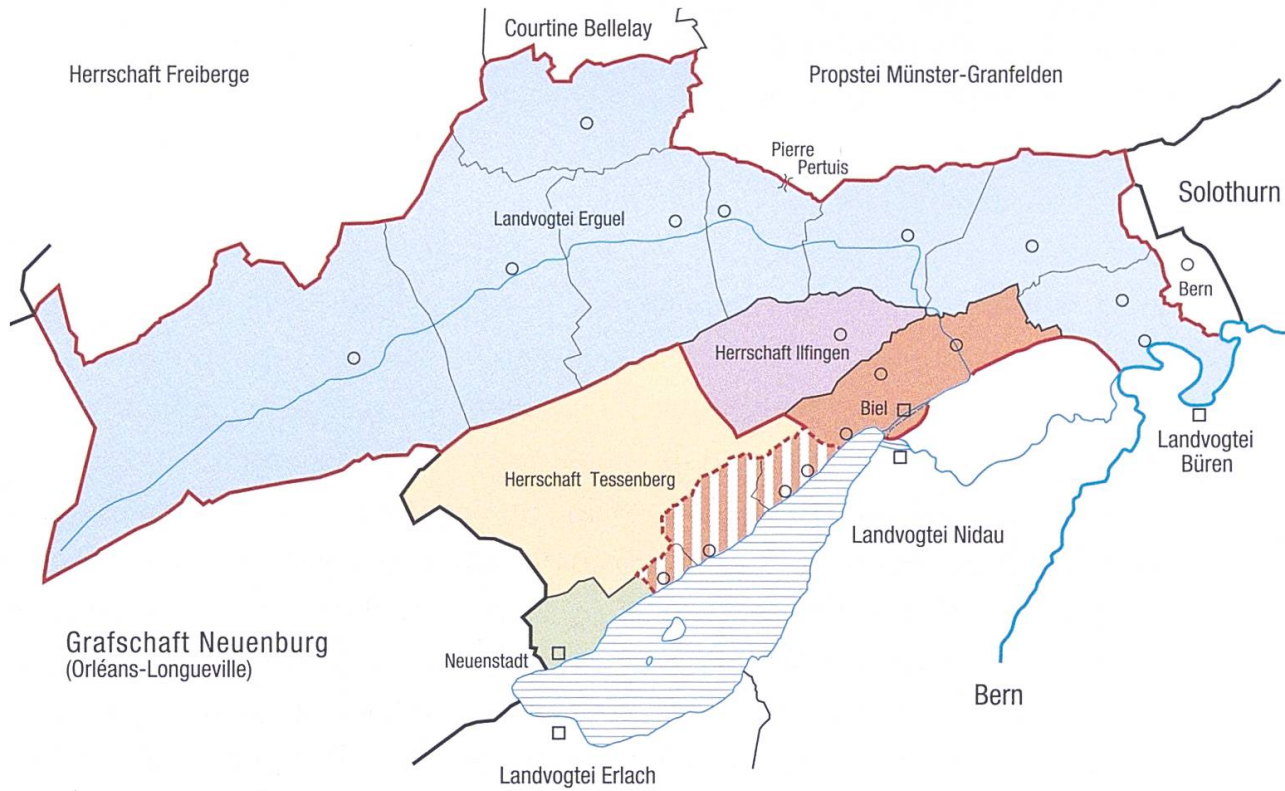 Courtine Bellelay
Herrschaft Freiberge
Propstei Münster-Granfelden
Pierre
Pertuis
Solothurn
Landvogtei Erguel
Bern
Herrschaft Ilfingen
Biel
Landvogtei
Büren
Herrschaft Tessenberg
Landvogtei Nidau
Grafschaft Neuenburg
(Orléans-Longueville)
Neuenstadt
Bern
Landvogtei Erlach